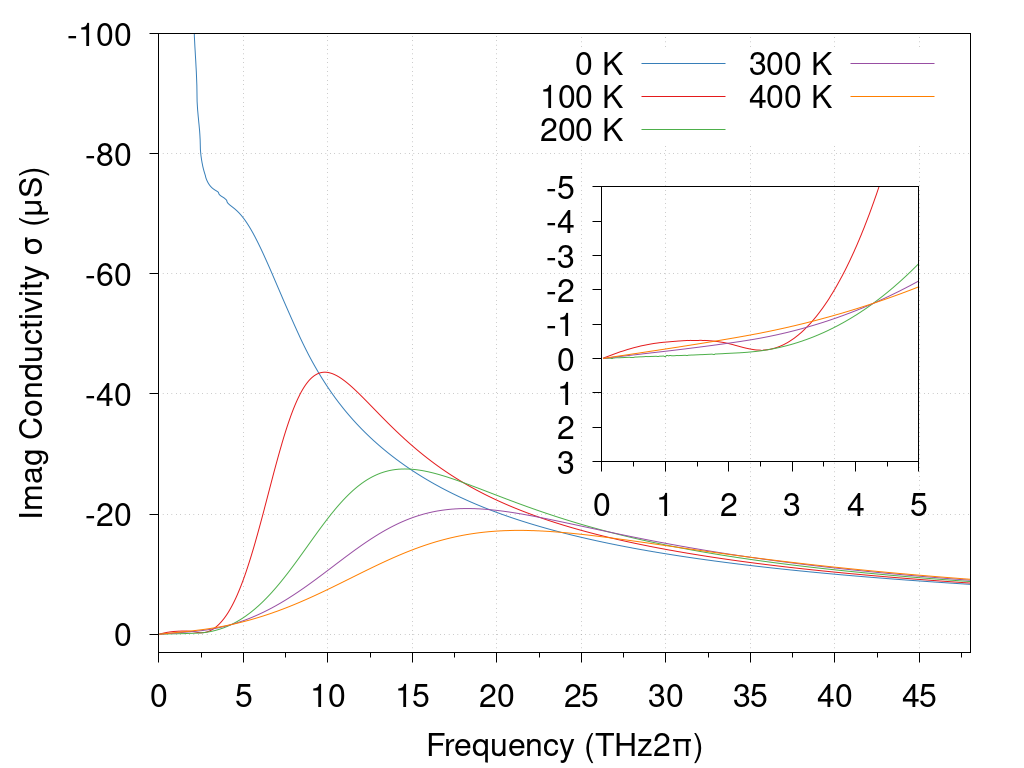 -100
-80
-60
-40
-20
0
Imag Conductivity σ (µS)
0 K
100 K
200 K
300 K
400 K
-5
-4
-3
-2
-1
0
1
2
3
0 1 2 3 4 5
0 5 10 15 20 25 30 35 40 45
Frequency (THz2π)